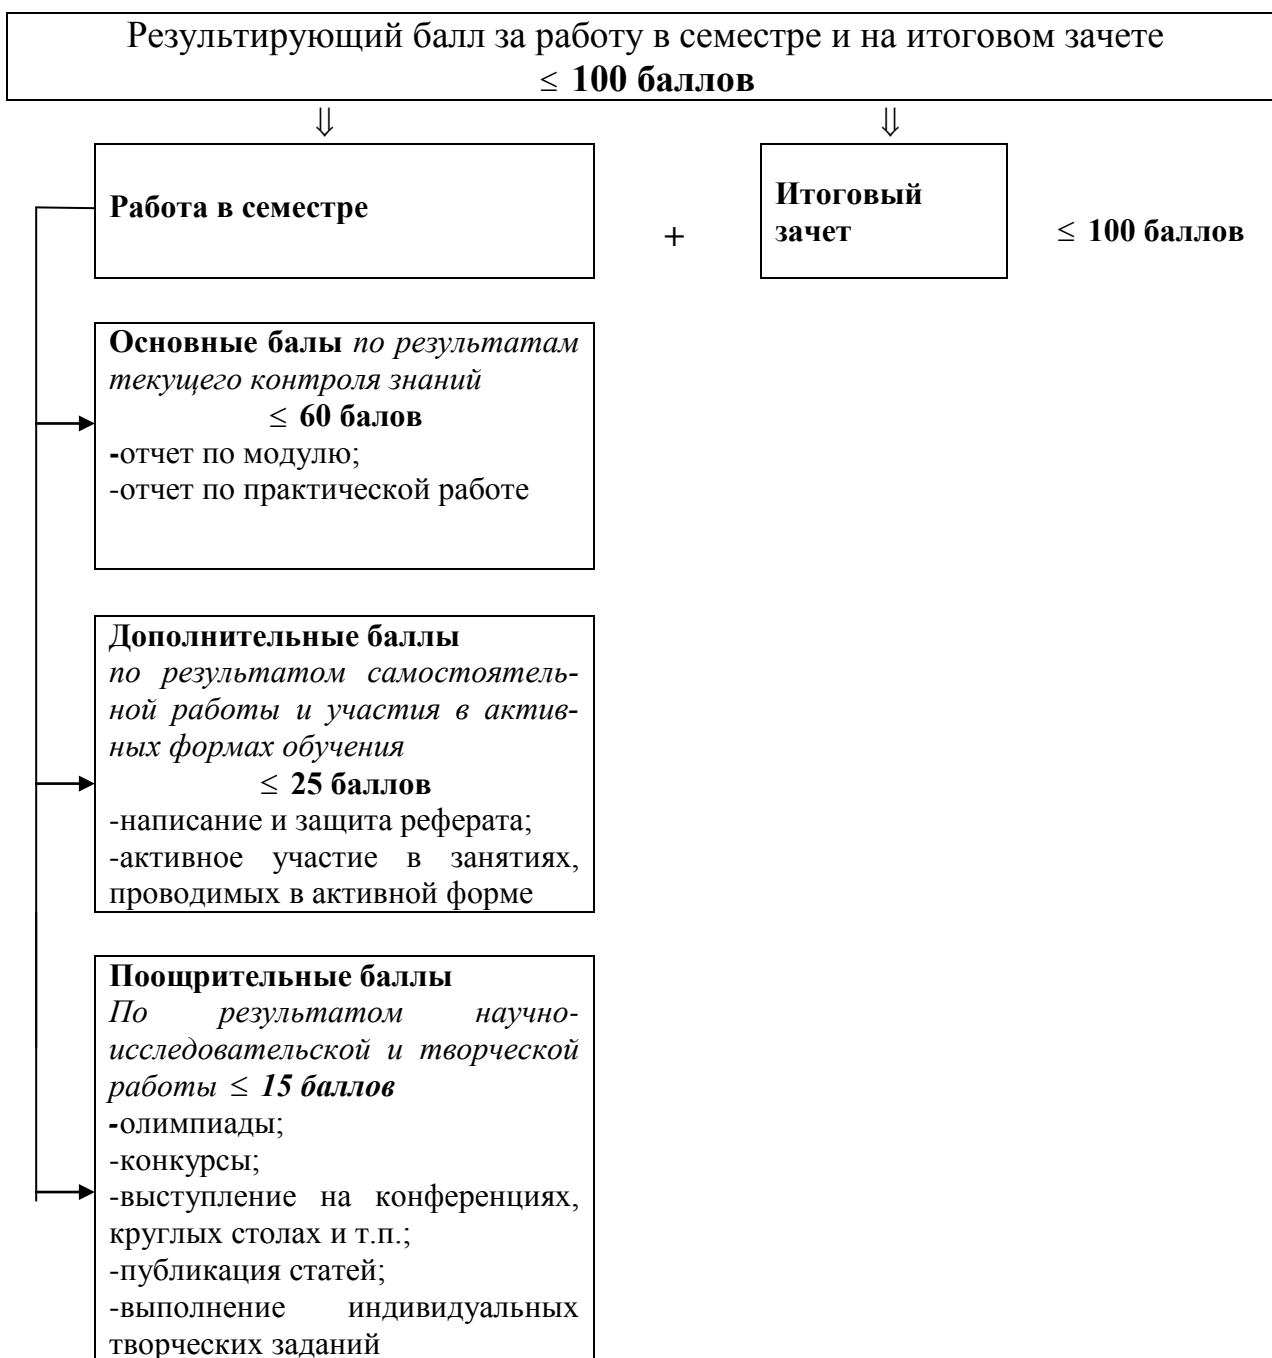 Результирующий балл за работу в семестре и на итоговом зачете
≤ 100 баллов
⇓ ⇓
Работа в семестре
+
Итоговый
зачет
≤ 100 баллов
Основные балы по результатам
текущего контроля знаний
≤ 60 балов
-отчет по модулю;
-отчет по практической работе
Дополнительные баллы
по результатом самостоятель-
ной работы и участия в актив-
ных формах обучения
≤ 25 баллов
-написание и защита реферата;
-активное участие в занятиях,
проводимых в активной форме
Поощрительные баллы
По результатом научно-
исследовательской и творческой
работы ≤ 15 баллов
-олимпиады;
-конкурсы;
-выступление на конференциях,
круглых столах и т.п.;
-публикация статей;
-выполнение индивидуальных
творческих заданий